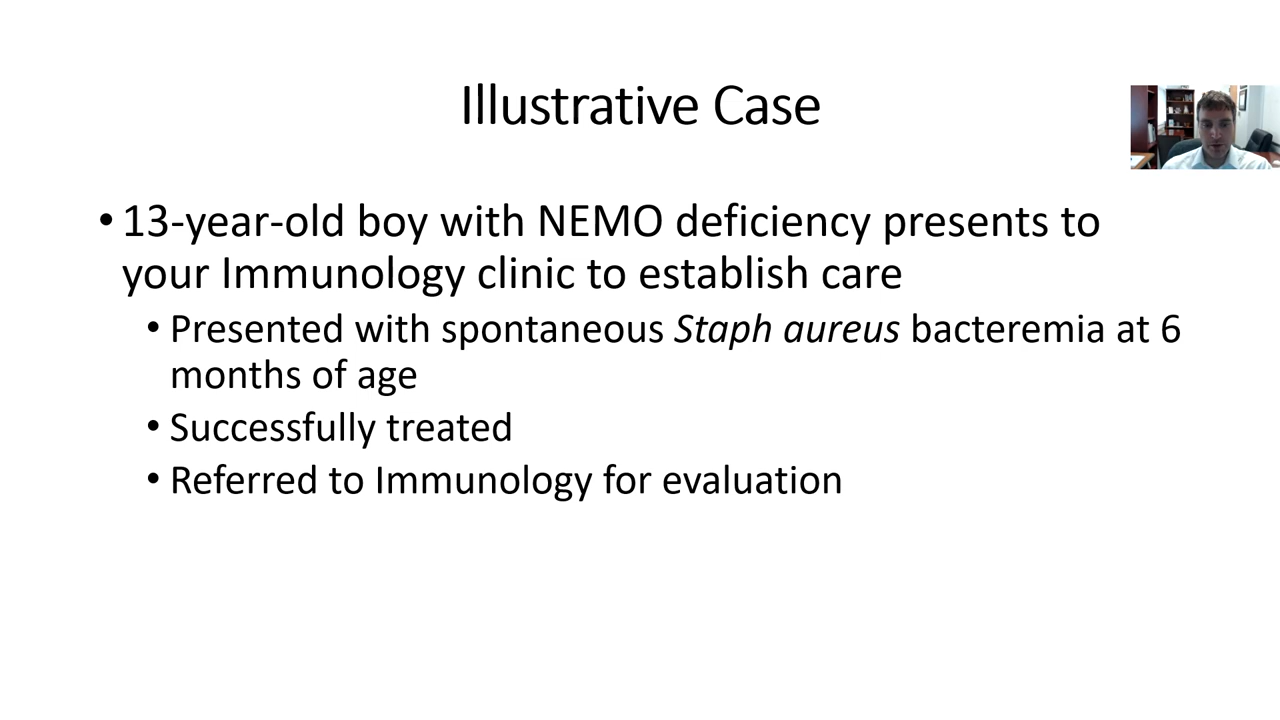 Illustrative Case
• 13-year-old boy with NEMO deficiency presents to
your Immunology clinic to establish care
• Presented with spontaneous Staph aureus bacteremia at 6
months of age
• Successfully treated
• Referred to Immunology for evaluation